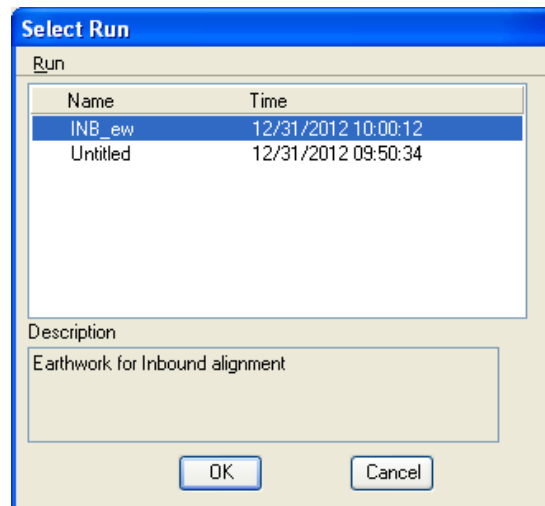 Select Run
Run
Name Time
INB_ew 12/31/2012 10:00:12
Untitled 12/31/2012 09:50:34
Description
Earthwork for Inbound alignment
OK Cancel